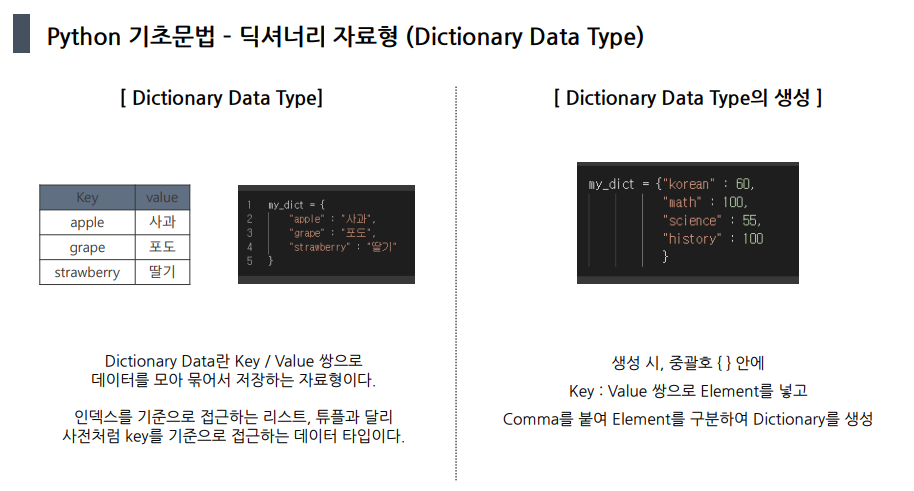 Python 기초문법 - 딕셔너리 자료형 (Dictionary Data Type)
[ Dictionary Data Type]
Key value
apple 사과
grape 포도
strawberry 딸기
1 my_dict = {
2 "apple" : "사과",
3 "grape" : "포도",
4 "strawberry" : "딸기"
5 }
Dictionary Data란 Key / Value 쌍으로
데이터를 모아 묶어서 저장하는 자료형이다.
인덱스를 기준으로 접근하는 리스트, 튜플과 달리
사전처럼 key를 기준으로 접근하는 데이터 타입이다.
[ Dictionary Data Type의 생성 ]
my_dict = {"korean" : 60,
"math" : 100,
"science" : 55,
"history" : 100
}
생성 시, 중괄호 { } 안에
Key : Value 쌍으로 Element를 넣고
Comma를 붙여 Element를 구분하여 Dictionary를 생성